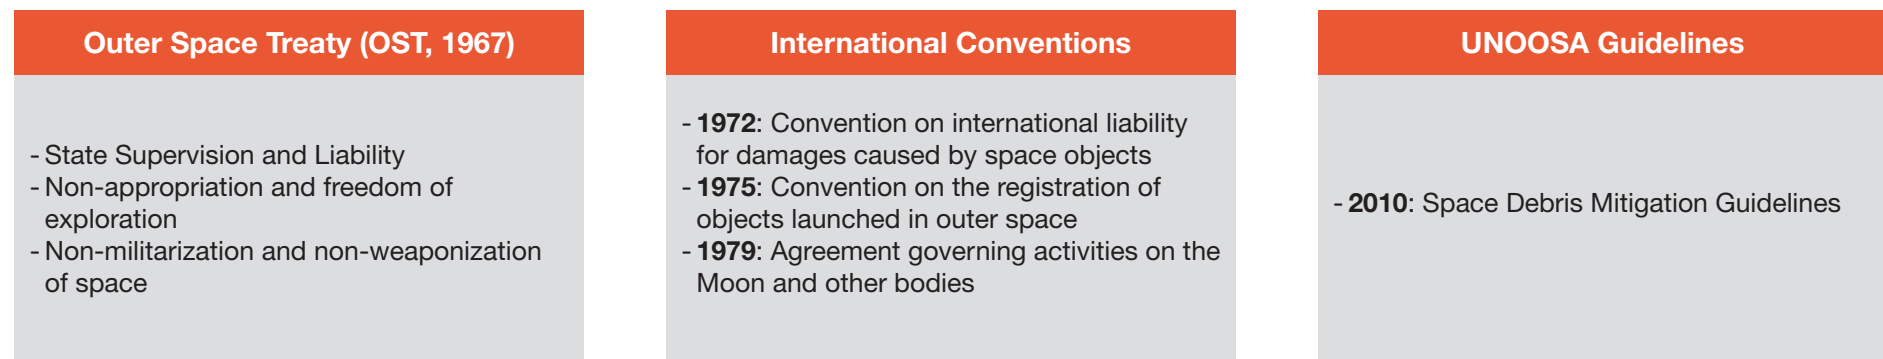 Outer Space Treaty (OST, 1967)
- State Supervision and Liability
- Non-appropriation and freedom of
exploration
- Non-militarization and non-weaponization
of space
International Conventions
- 1972: Convention on international liability
for damages caused by space objects
- 1975: Convention on the registration of
objects launched in outer space
- 1979: Agreement governing activities on the
Moon and other bodies
UNOOSA Guidelines
- 2010: Space Debris Mitigation Guidelines